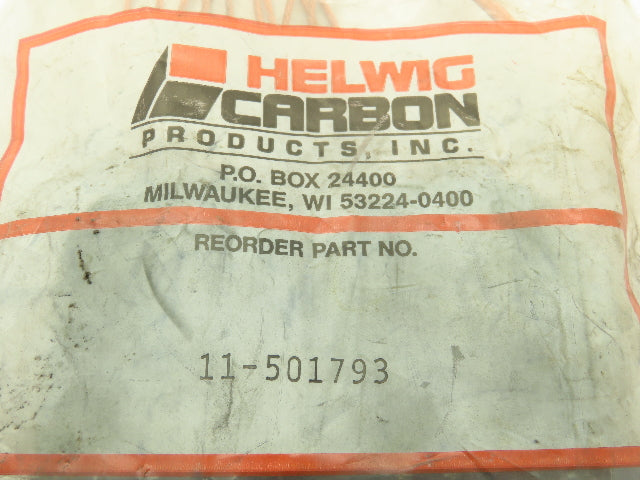 HELWIG
CARBON
PRODUCTS, INC.
P.O. BOX 24400
MILWAUKEE, WI 53224-0400
REORDER PART NO.
11-501793